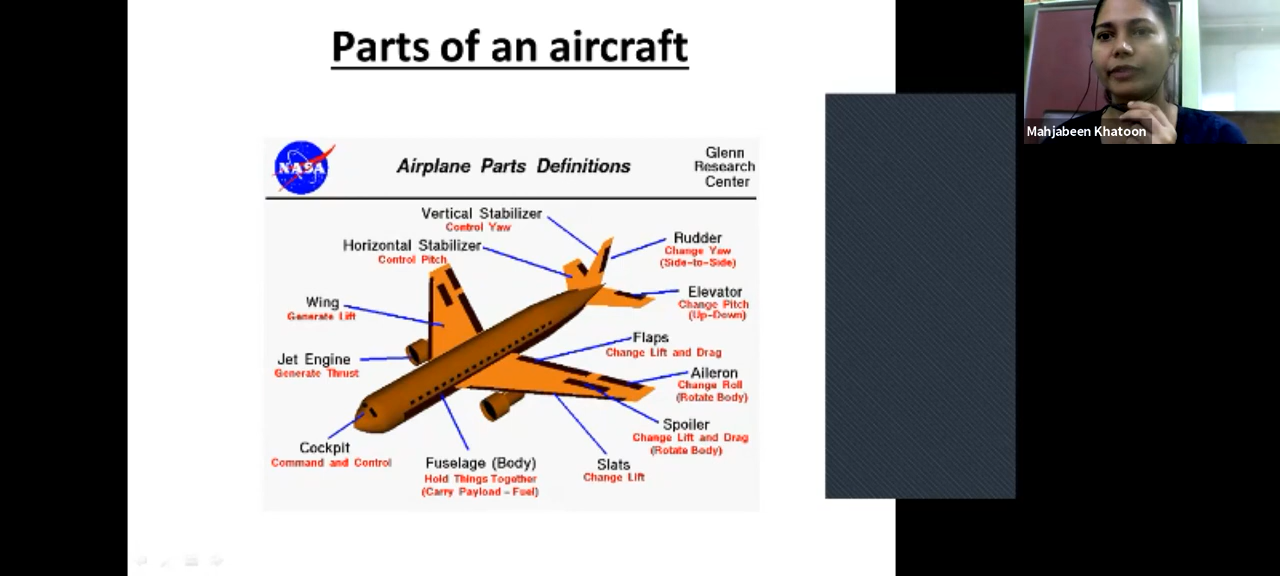 Parts of an aircraft
NASA
Airplane Parts Definitions
Glenn
Research
Center
Vertical Stabilizer
Control Yaw
Horizontal Stabilizer
Control Pitch
Rudder
Change Yaw
(Side-to-Side)
Wing
Generate Lift
Elevator
Change Pitch
(Up-Down)
Flaps
Change Lift and Drag
Jet Engine
Generate Thrust
Aileron
Change Roll
(Rotate Body)
Spoiler
Change Lift and Drag
(Rotate Body)
Cockpit
Command and Control
Fuselage (Body)
Hold Things Together
(Carry Payload - Fuel)
Slats
Change Lift
Mahjabeen Khatoon